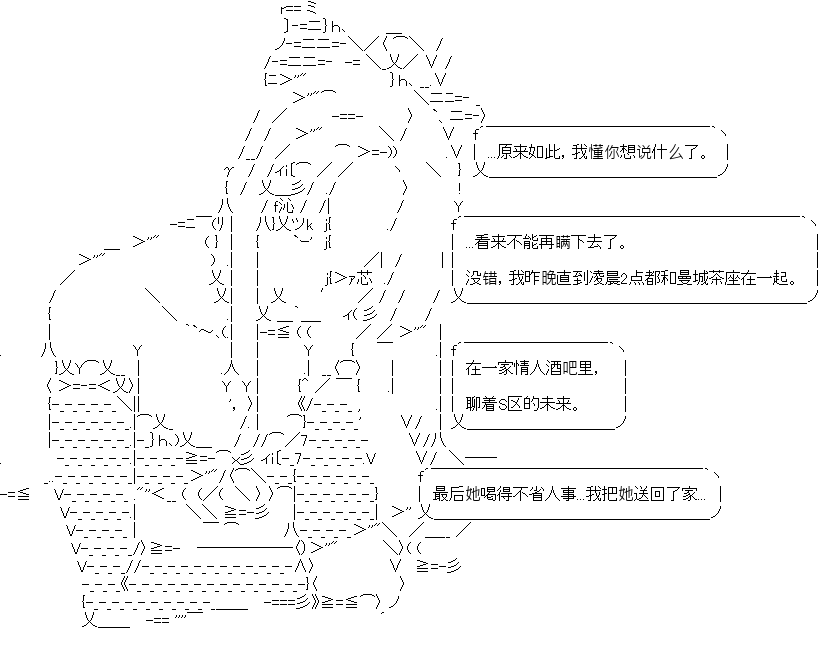 ...原来如此,我懂你想说什么了。
...看来不能再瞒下去了。
没错,我昨晚直到凌晨2点都和曼城茶座在一起。
在一家情人酒吧里,
聊着S区的未来。
最后她喝得不省人事...我把她送回了家...